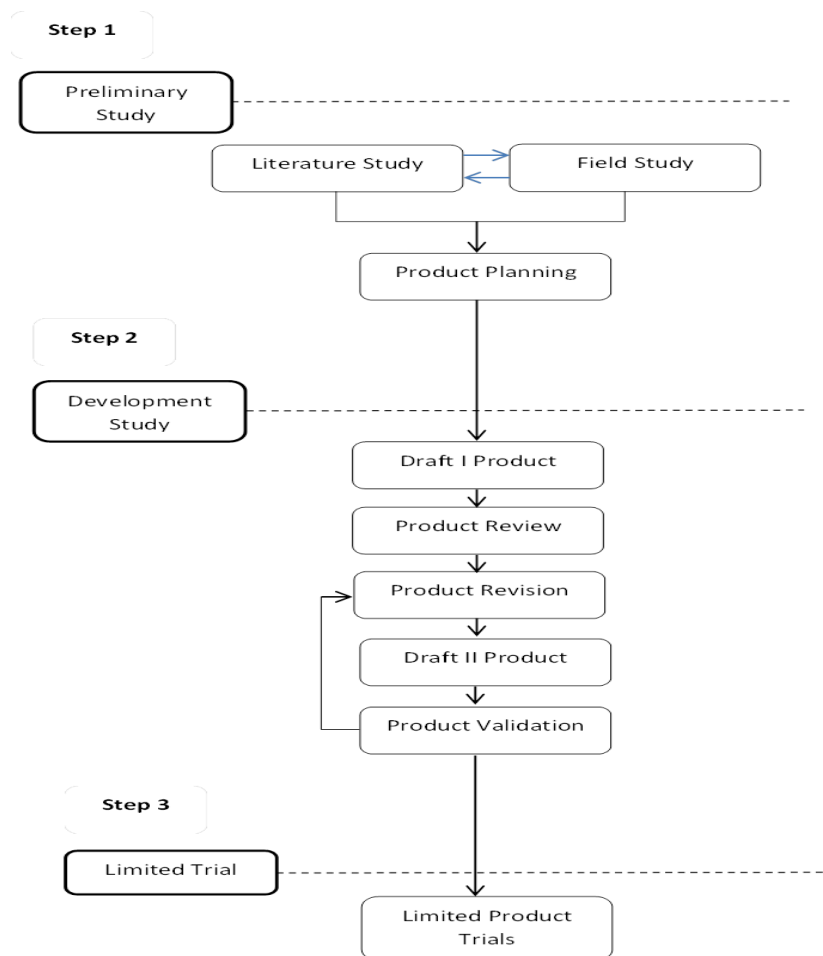 Step 1
Preliminary
Study
Literature Study
Field Study
Product Planning
Step 2
Development
Study
Draft I Product
Product Review
Product Revision
Draft II Product
Product Validation
Step 3
Limited Trial
Limited Product
Trials